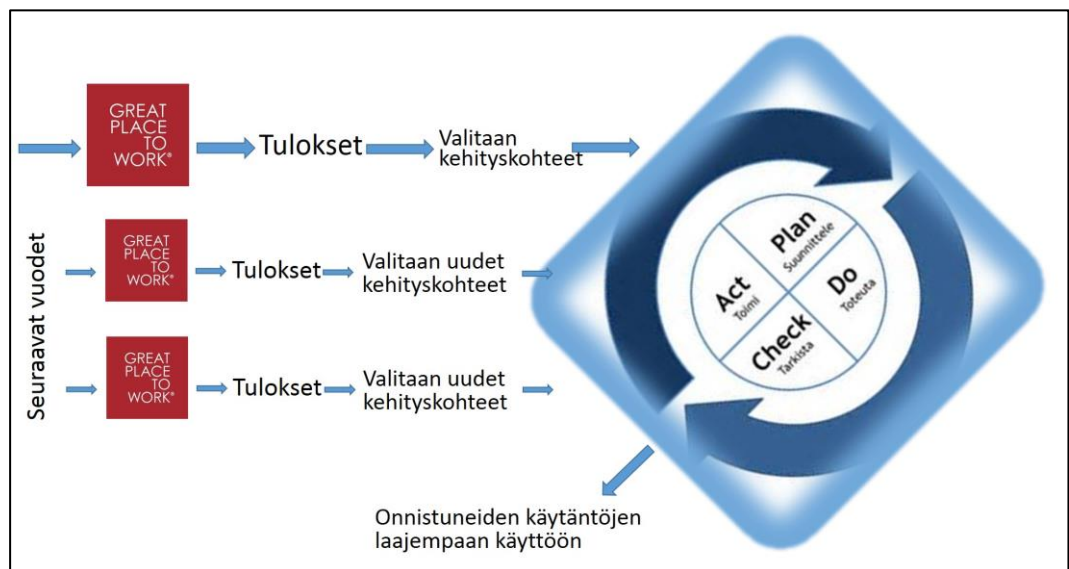 GREAT
PLACE
TO
WORK®
Tulokset
Valitaan
kehityskohteet
Seuraavat vuodet
GREAT
PLACE
TO
WORK®
Tulokset
Valitaan uudet
kehityskohteet
GREAT
PLACE
TO
WORK®
Tulokset
Valitaan uudet
kehityskohteet
Plan
Suunnittele
Do
Toteuta
Check
Tarkista
Act
Toimi
Onnistuneiden käytäntöjen
laajempaan käyttöön